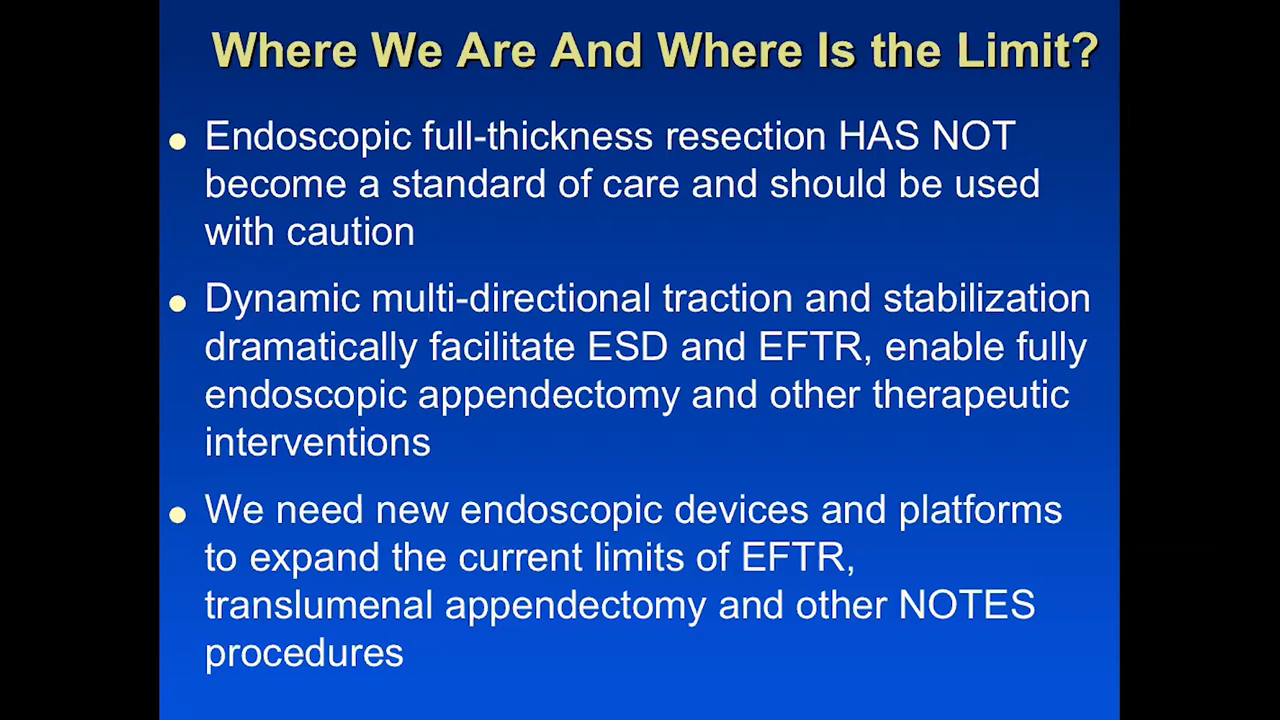 Where We Are And Where Is the Limit?
Endoscopic full-thickness resection HAS NOT
become a standard of care and should be used
with caution
Dynamic multi-directional traction and stabilization
dramatically facilitate ESD and EFTR, enable fully
endoscopic appendectomy and other therapeutic
interventions
We need new endoscopic devices and platforms
to expand the current limits of EFTR,
translumenal appendectomy and other NOTES
procedures